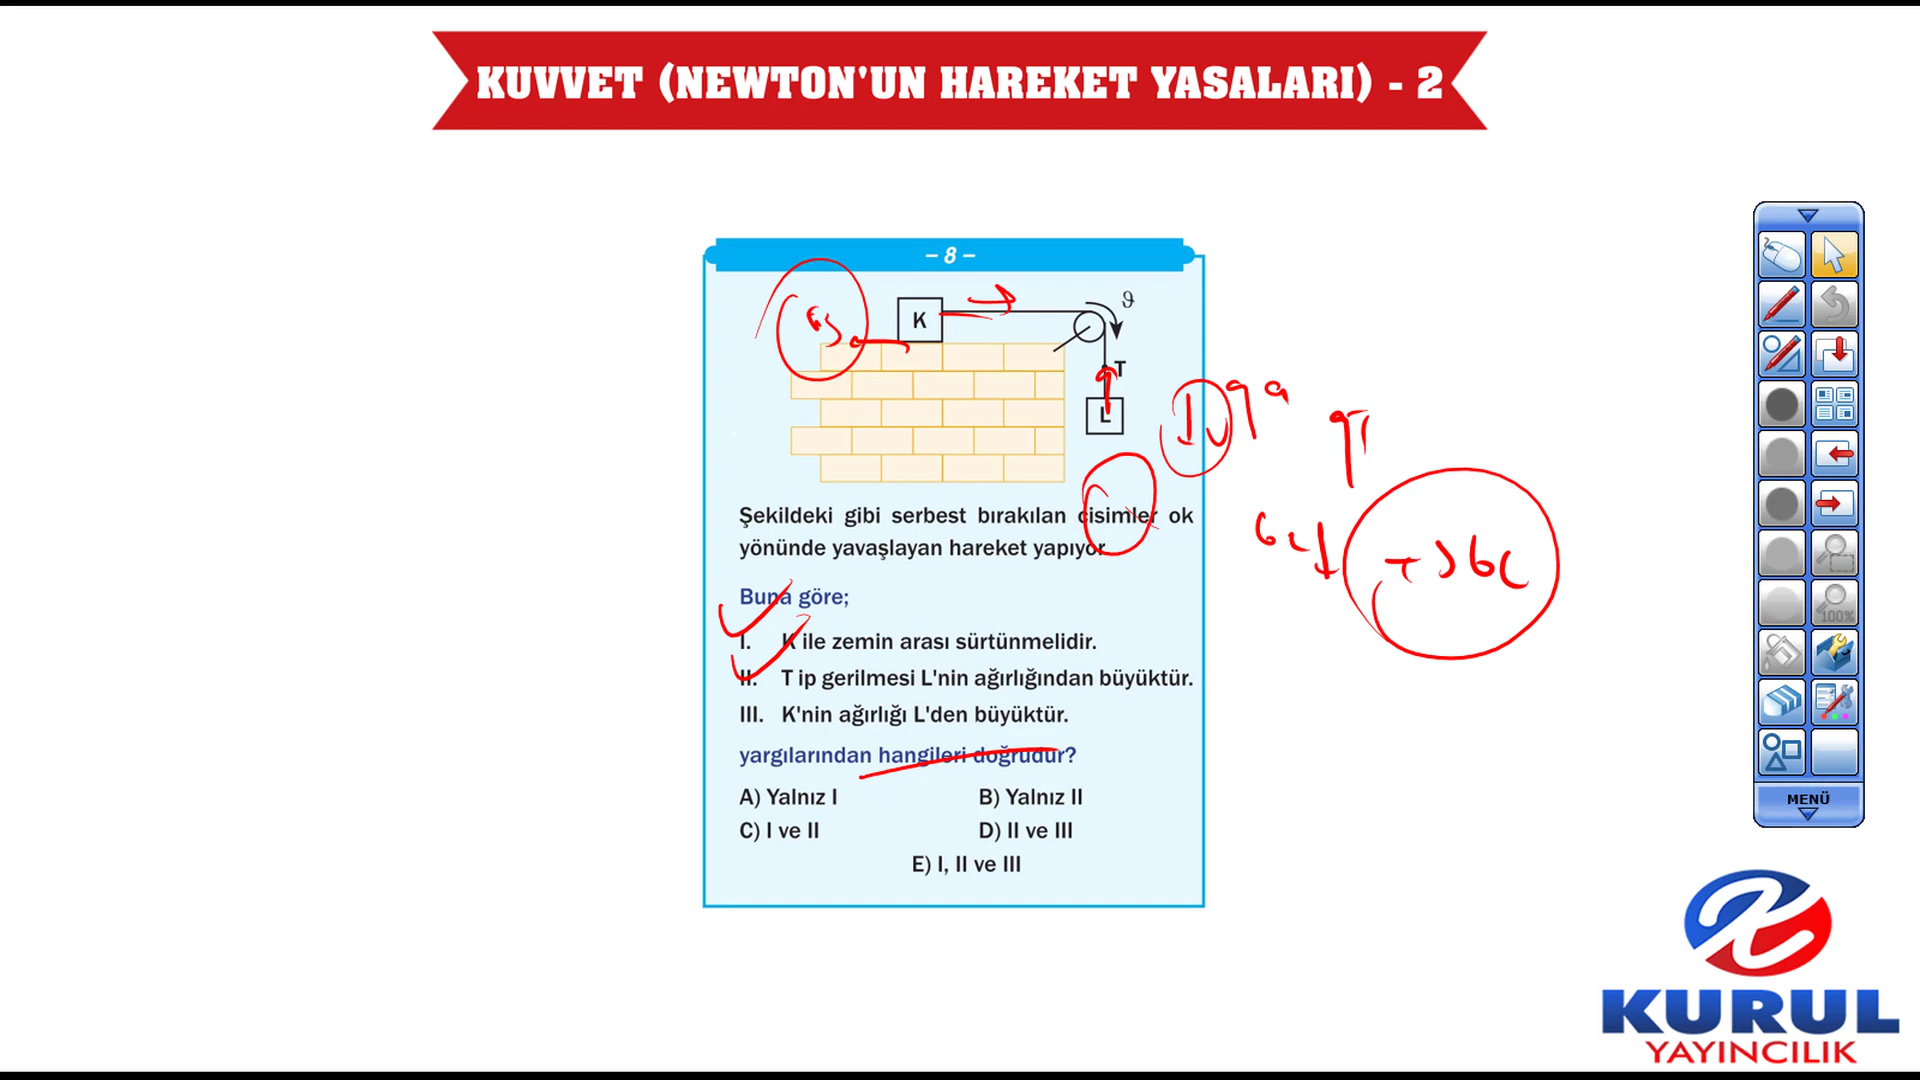 KUVVET (NEWTON'UN HAREKET YASALARI) - 2
– 8 –
K
ϑ
T
L
Şekildeki gibi serbest bırakılan cisimler ok
yönünde yavaşlayan hareket yapıyor.
Buna göre;
I. K ile zemin arası sürtünmelidir.
II. T ip gerilmesi L'nin ağırlığından büyüktür.
III. K'nin ağırlığı L'den büyüktür.
yargılarından hangileri doğrudur?
A) Yalnız I B) Yalnız II
C) I ve II D) II ve III
E) I, II ve III
100%
MENÜ
KURUL
YAYINCILIK